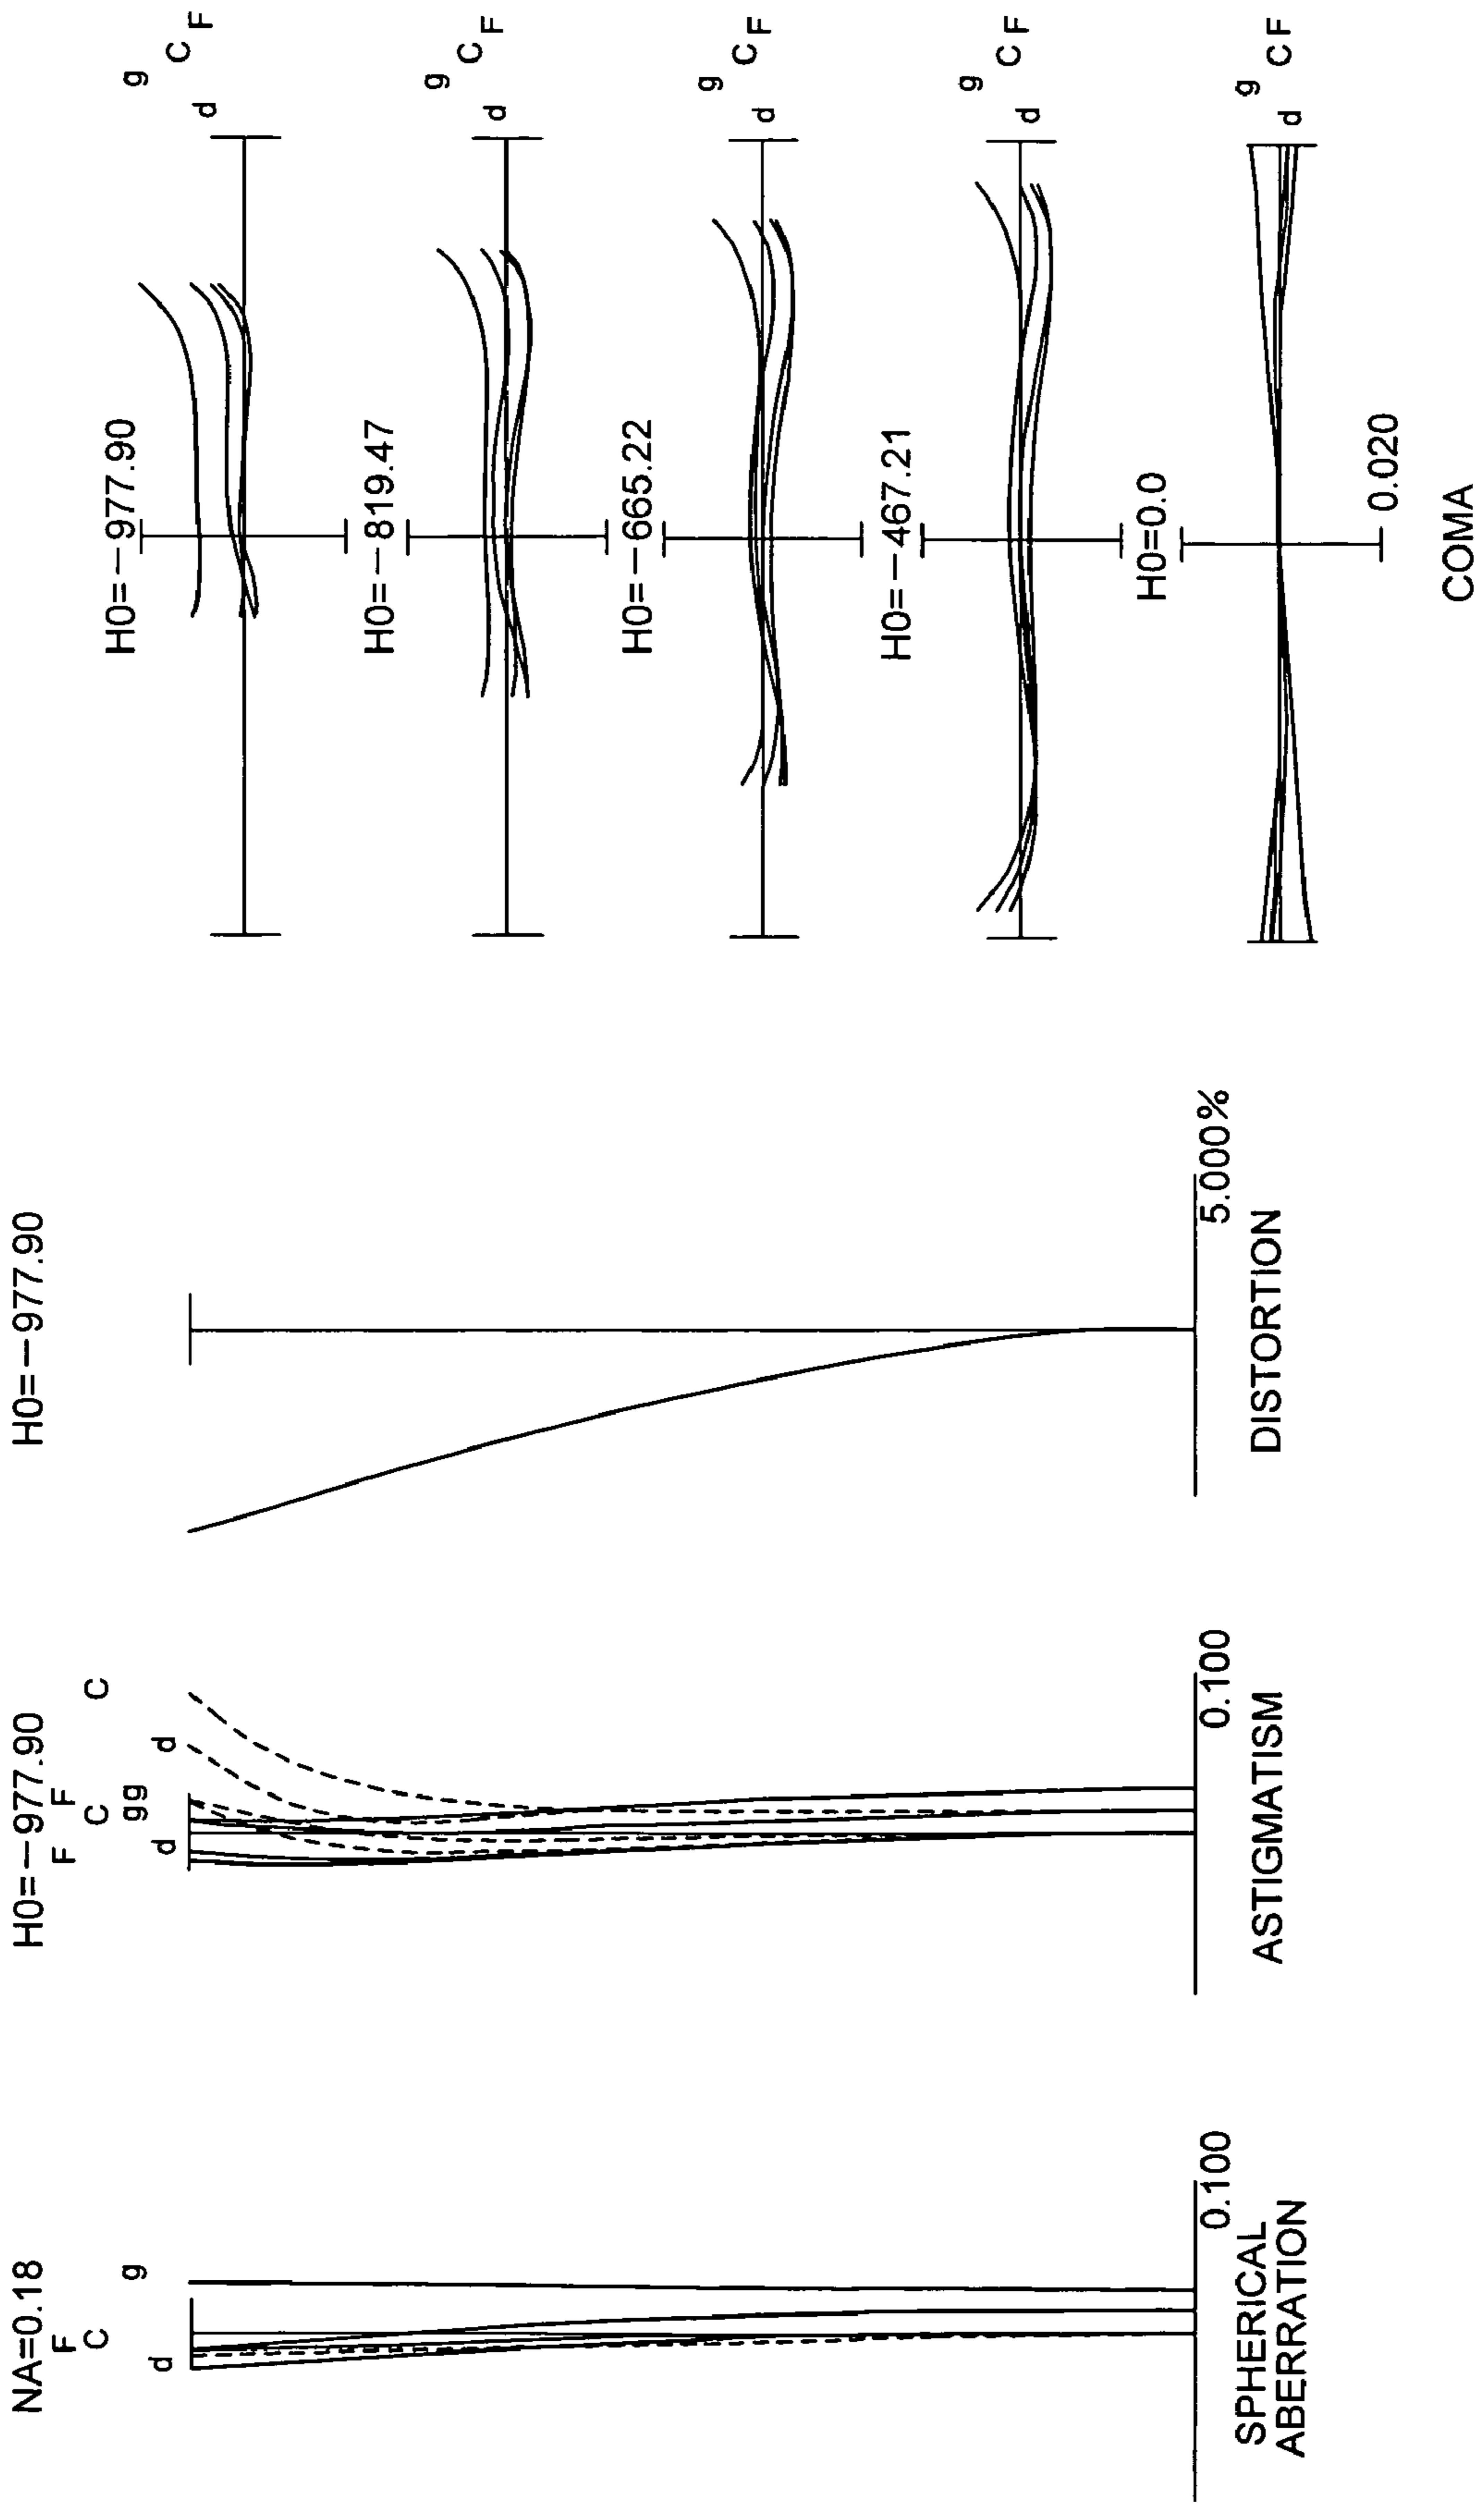 NA=0.18
F
C
g
d
0.100
SPHERICAL
ABERRATION
H0=-977.90
F F
C C
gg
d d
0.100
ASTIGMATISM
H0=-977.90
5.000%
DISTORTION
H0=-977.90
g
C
F
d
H0=-819.47
g
C
F
d
H0=-665.22
g
C
F
d
H0=-467.21
g
C
F
d
H0=0.0
g
C
F
d
0.020
COMA